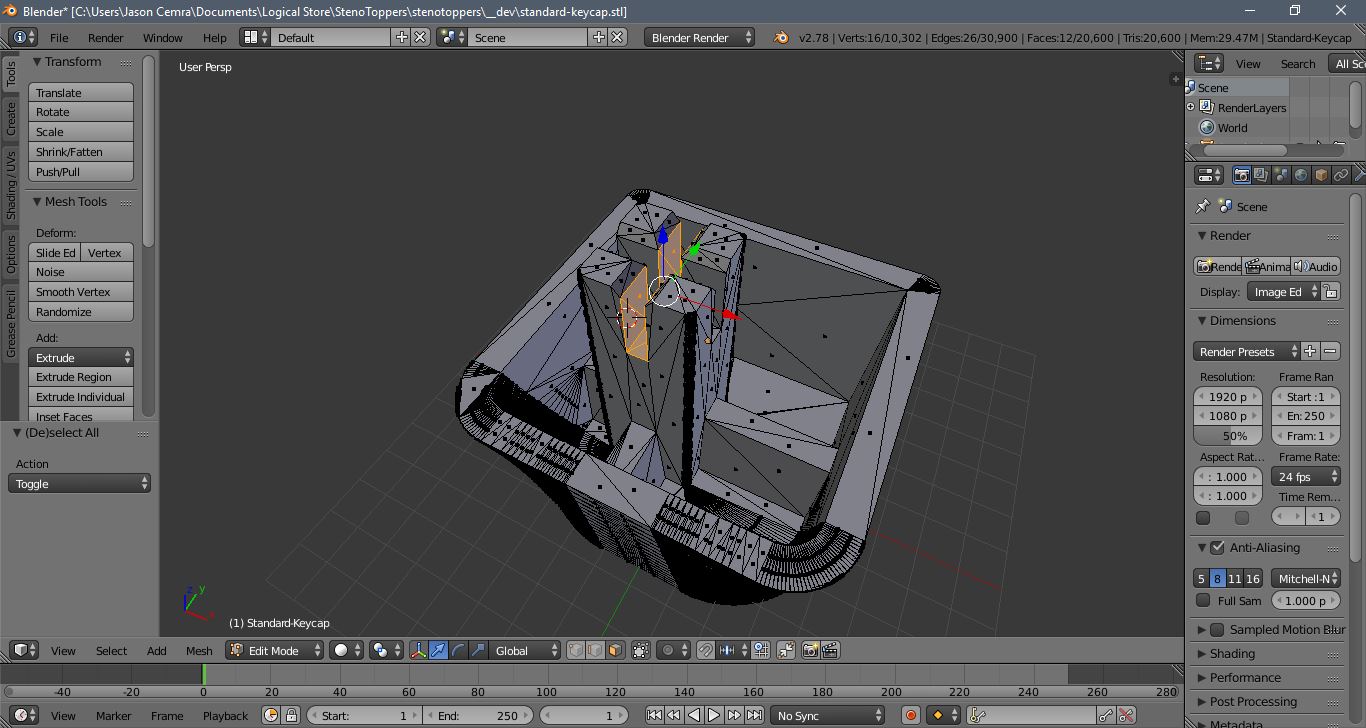 Blender* [C:\Users\Jason Cemra\Documents\Logical Store\StenoToppers\stenotoppers\__dev\standard-keycap.stl]
File Render Window Help Default Scene Blender Render v2.78 | Verts:16/10,302 | Edges:26/30,900 | Faces:12/20,600 | Tris:20,600 | Mem:29.47M | Standard-Keycap
Tools
Create
Shading / UVs
Options
Grease Pencil
Transform
Translate
Rotate
Scale
Shrink/Fatten
Push/Pull
Mesh Tools
Deform:
Slide Ed Vertex
Noise
Smooth Vertex
Randomize
Add:
Extrude
Extrude Region
Extrude Individual
Inset Faces
(De)select All
Action
Toggle
User Persp
z y
x
(1) Standard-Keycap
View Search All Sc
Scene
RenderLayers
World
Scene
Render
Rende Anima Audio
Display: Image Ed
Dimensions
Render Presets
Resolution: Frame Ran
1920 p Start :1
1080 p En: 250
50% Fram: 1
Aspect Rat... Frame Rate:
: 1.000 24 fps
: 1.000 Time Rem...
1
Anti-Aliasing
5 8 11 16 Mitchell-N
Full Sam 1.000 p
Sampled Motion Blur
Shading
Performance
Post Processing
Metadata
View Select Add Mesh Edit Mode Global
-40 -20 0 20 40 60 80 100 120 140 160 180 200 220 240 260 280
View Marker Frame Playback Start: 1 End: 250 1 No Sync